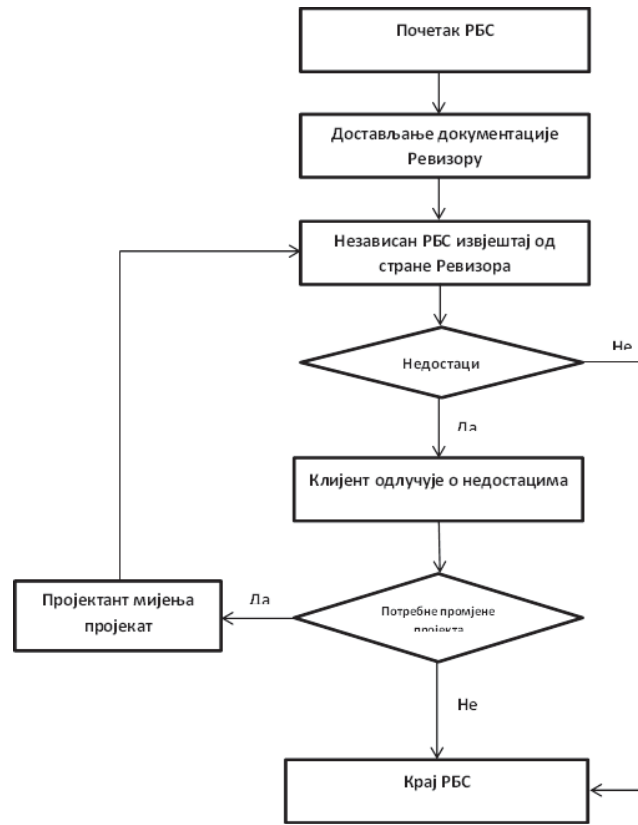 Почетак РБС
Достављање документације
Ревизору
Независан РБС извјештај од
стране Ревизора
Недостаци
Не
Да
Клијент одлучује о недостацима
Потребне промјене
пројекта
Да
Пројектант мијења
пројекат
Не
Крај РБС